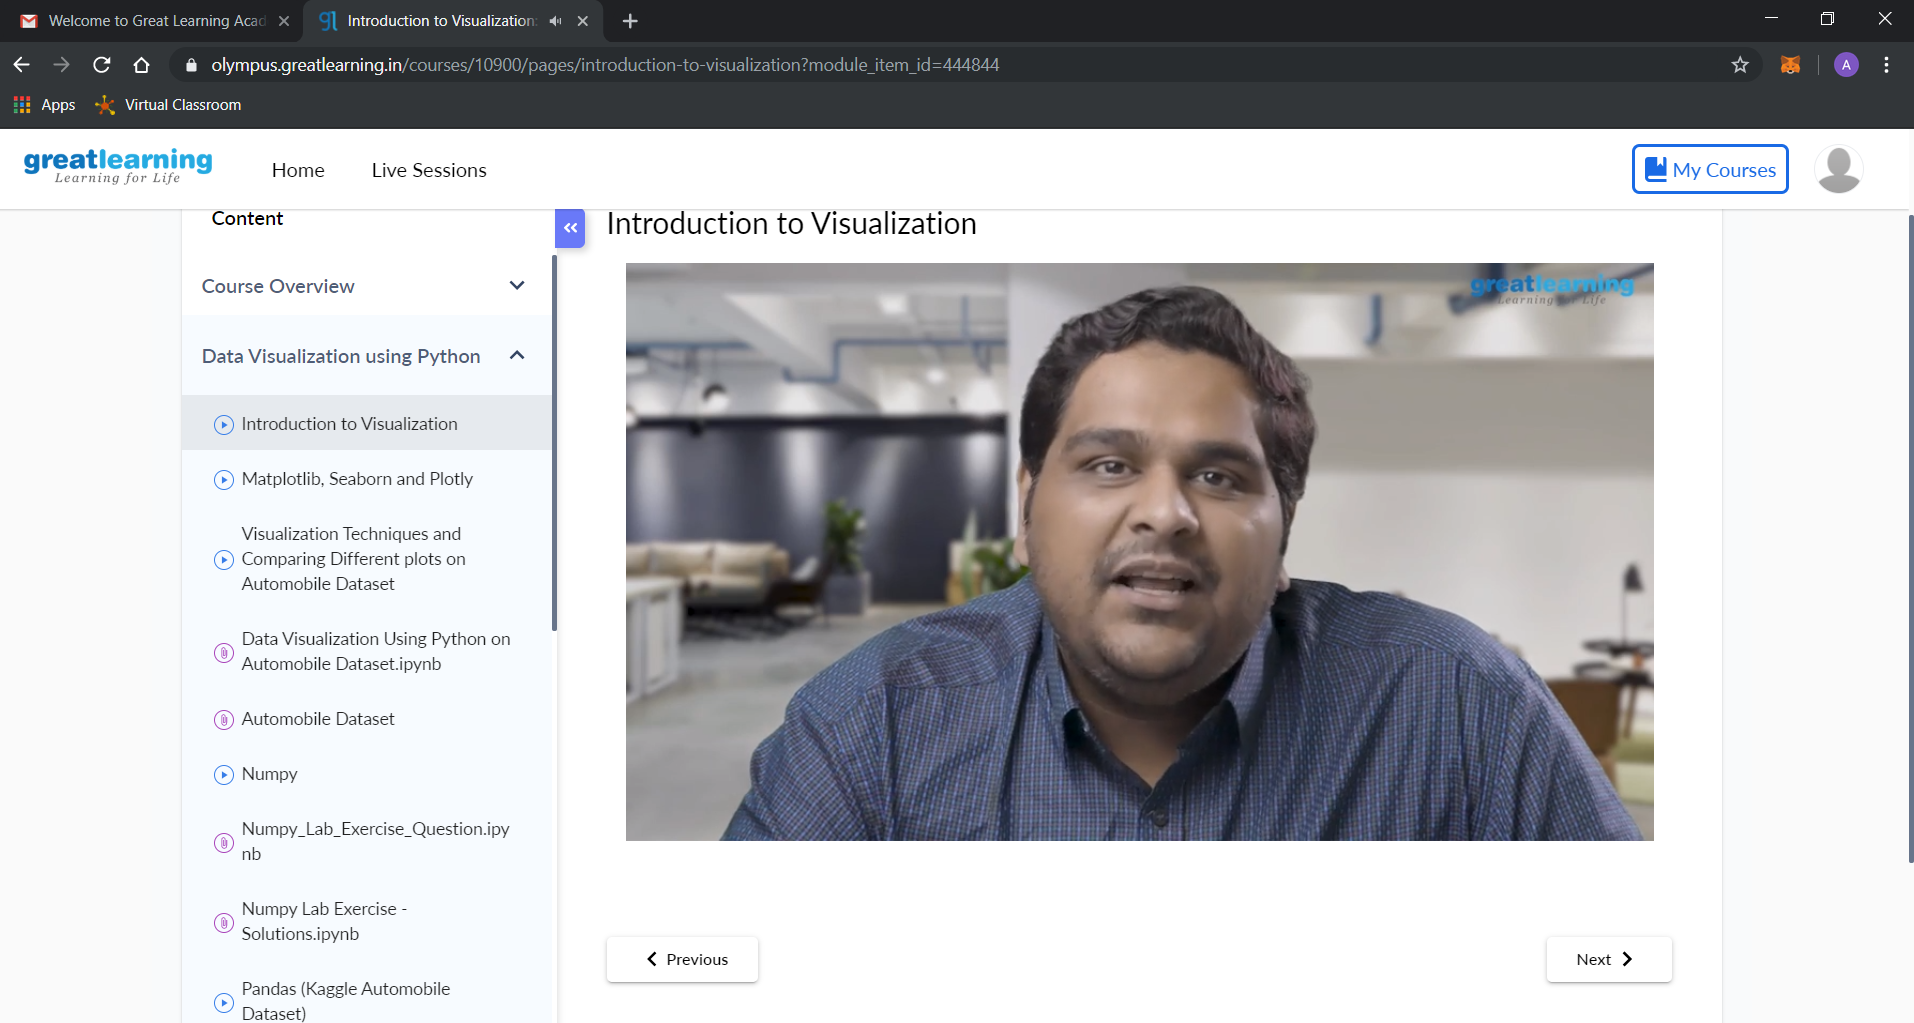 Welcome to Great Learning Acad
Introduction to Visualization:
olympus.greatlearning.in/courses/10900/pages/introduction-to-visualization?module_item_id=444844
A
Apps
Virtual Classroom
greatlearning
Learning for Life
Home
Live Sessions
My Courses
Content
Course Overview
Data Visualization using Python
Introduction to Visualization
Matplotlib, Seaborn and Plotly
Visualization Techniques and
Comparing Different plots on
Automobile Dataset
Data Visualization Using Python on
Automobile Dataset.ipynb
Automobile Dataset
Numpy
Numpy_Lab_Exercise_Question.ipy
nb
Numpy Lab Exercise -
Solutions.ipynb
Pandas (Kaggle Automobile
Dataset)
«
Introduction to Visualization
greatlearning
Learning for Life
Previous
Next